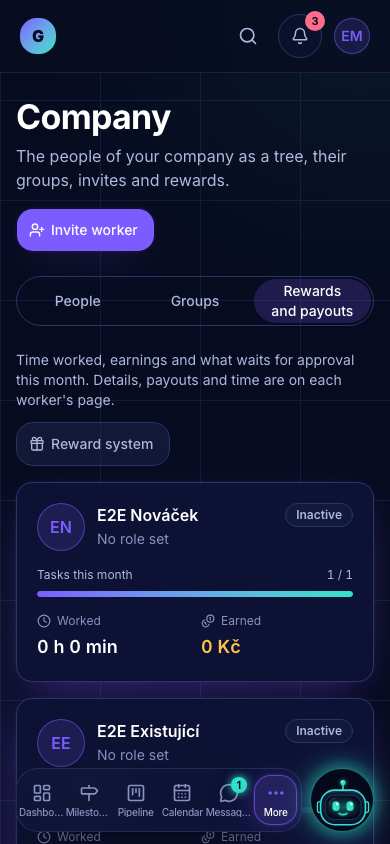 G
3
EM
Company
The people of your company as a tree, their
groups, invites and rewards.
Invite worker
People
Groups
Rewards
and payouts
Time worked, earnings and what waits for approval
this month. Details, payouts and time are on each
worker's page.
Reward system
EN
E2E Nováček
Inactive
No role set
Tasks this month
1 / 1
Worked
Earned
0 h 0 min
0 Kč
EE
E2E Existující
Inactive
No role set
1
Dashbo...
Milesto...
Pipeline
Calendar
Messag...
More
Worked
Earned